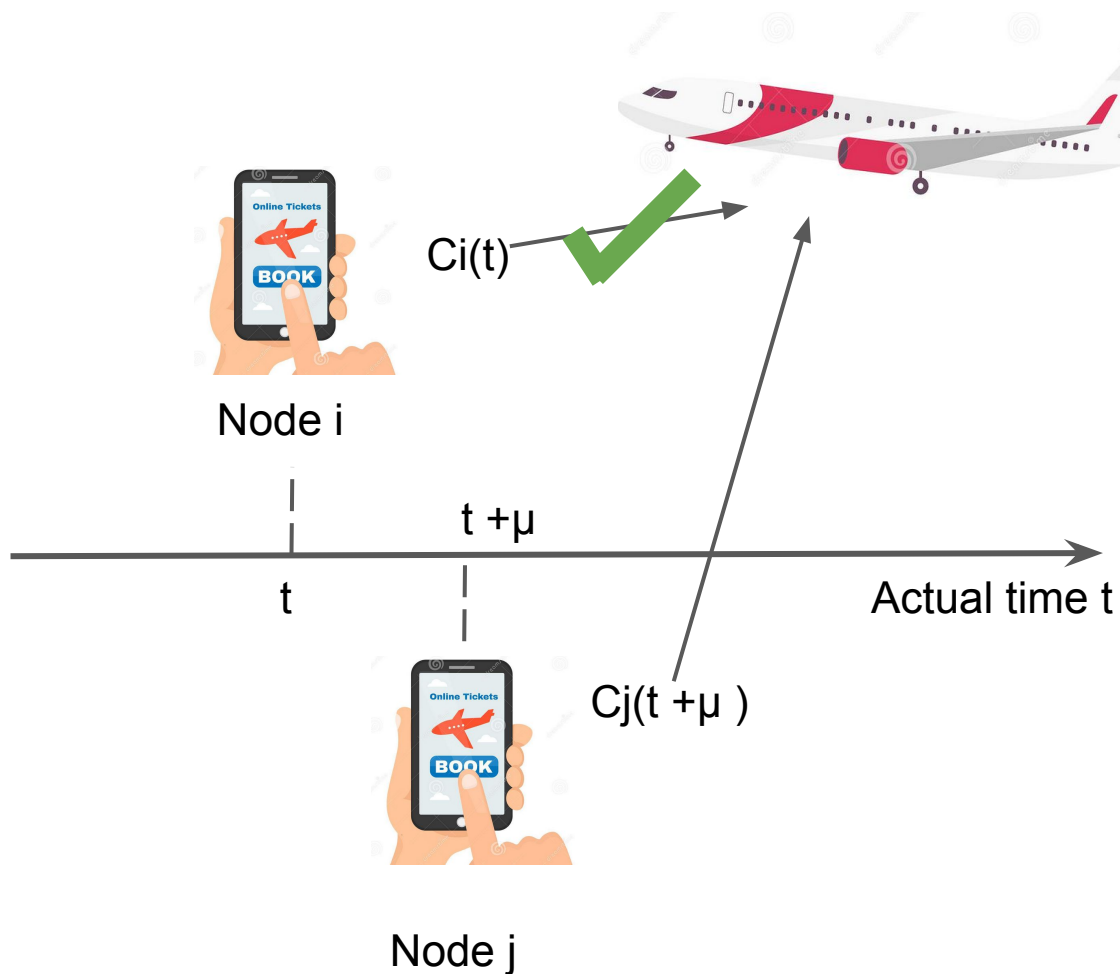 Online Tickets
BOOK
Ci(t)
Node i
t +μ
t
Actual time t
Online Tickets
BOOK
Cj(t +μ )
Node j